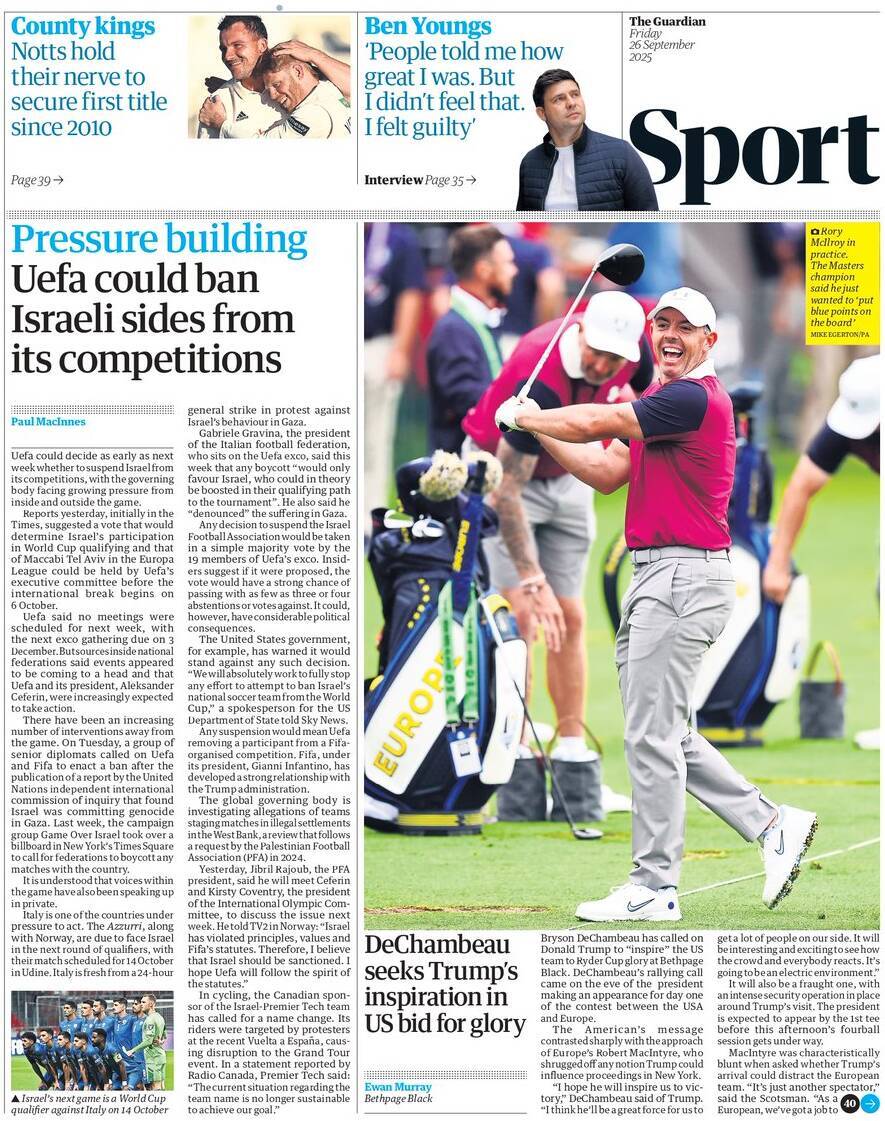 County kings
Notts hold
their nerve to
secure first title
since 2010
Page 39 →
Ben Youngs
‘People told me how
great I was. But
I didn’t feel that.
I felt guilty’
Interview Page 35 →
The Guardian
Friday
26 September
2025
Sport
Pressure building
Uefa could ban
Israeli sides from
its competitions
Paul MacInnes
Uefa could decide as early as next
week whether to suspend Israel from
its competitions, with the governing
body facing growing pressure from
inside and outside the game.
Reports yesterday, initially in the
Times, suggested a vote that would
determine Israel’s participation
in World Cup qualifying and that
of Maccabi Tel Aviv in the Europa
League could be held by Uefa’s
executive committee before the
international break begins on
6 October.
Uefa said no meetings were
scheduled for next week, with
the next exco gathering due on 3
December. But sources inside national
federations said events appeared
to be coming to a head and that
Uefa and its president, Aleksander
Ceferin, were increasingly expected
to take action.
There have been an increasing
number of interventions away from
the game. On Tuesday, a group of
senior diplomats called on Uefa
and Fifa to enact a ban after the
publication of a report by the United
Nations independent international
commission of inquiry that found
Israel was committing genocide
in Gaza. Last week, the campaign
group Game Over Israel took over a
billboard in New York’s Times Square
to call for federations to boycott any
matches with the country.
It is understood that voices within
the game have also been speaking up
in private.
Italy is one of the countries under
pressure to act. The Azzurri, along
with Norway, are due to face Israel
in the next round of qualifiers, with
their match scheduled for 14 October
in Udine. Italy is fresh from a 24-hour
▲ Israel’s next game is a World Cup
qualifier against Italy on 14 October
general strike in protest against
Israel’s behaviour in Gaza.
Gabriele Gravina, the president
of the Italian football federation,
who sits on the Uefa exco, said this
week that any boycott “would only
favour Israel, who could in theory
be boosted in their qualifying path
to the tournament”. He also said he
“denounced” the suffering in Gaza.
Any decision to suspend the Israel
Football Association would be taken
in a simple majority vote by the
19 members of Uefa’s exco. Insid-
ers suggest if it were proposed, the
vote would have a strong chance of
passing with as few as three or four
abstentions or votes against. It could,
however, have considerable political
consequences.
The United States government,
for example, has warned it would
stand against any such decision.
“We will absolutely work to fully stop
any effort to attempt to ban Israel’s
national soccer team from the World
Cup,” a spokesperson for the US
Department of State told Sky News.
Any suspension would mean Uefa
removing a participant from a Fifa-
organised competition. Fifa, under
its president, Gianni Infantino, has
developed a strong relationship with
the Trump administration.
The global governing body is
investigating allegations of teams
staging matches in illegal settlements
in the West Bank, a review that follows
a request by the Palestinian Football
Association (PFA) in 2024.
Yesterday, Jibril Rajoub, the PFA
president, said he will meet Ceferin
and Kirsty Coventry, the president
of the International Olympic Com-
mittee, to discuss the issue next
week. He told TV2 in Norway: “Israel
has violated principles, values and
Fifa’s statutes. Therefore, I believe
that Israel should be sanctioned. I
hope Uefa will follow the spirit of
the statutes.”
In cycling, the Canadian spon-
sor of the Israel-Premier Tech team
has called for a name change. Its
riders were targeted by protesters
at the recent Vuelta a España, caus-
ing disruption to the Grand Tour
event. In a statement reported by
Radio Canada, Premier Tech said:
“The current situation regarding the
team name is no longer sustainable
to achieve our goal.”
Rory
McIlroy in
practice.
The Masters
champion
said he just
wanted to ‘put
blue points on
the board’
MIKE EGERTON/PA
EUROPE
DeChambeau
seeks Trump’s
inspiration in
US bid for glory
Ewan Murray
Bethpage Black
Bryson DeChambeau has called on
Donald Trump to “inspire” the US
team to Ryder Cup glory at Bethpage
Black. DeChambeau’s rallying call
came on the eve of the president
making an appearance for day one
of the contest between the USA
and Europe.
The American’s message
contrasted sharply with the approach
of Europe’s Robert MacIntyre, who
shrugged off any notion Trump could
influence proceedings in New York.
“I hope he will inspire us to vic-
tory,” DeChambeau said of Trump.
“I think he’ll be a great force for us to
get a lot of people on our side. It will
be interesting and exciting to see how
the crowd and everybody reacts. It’s
going to be an electric environment.”
It will also be a fraught one, with
an intense security operation in place
around Trump’s visit. The president
is expected to appear by the 1st tee
before this afternoon’s fourball
session gets under way.
MacIntyre was characteristically
blunt when asked whether Trump’s
arrival could distract the European
team. “It’s just another spectator,”
said the Scotsman. “As a
European, we’ve got a job to
40 →